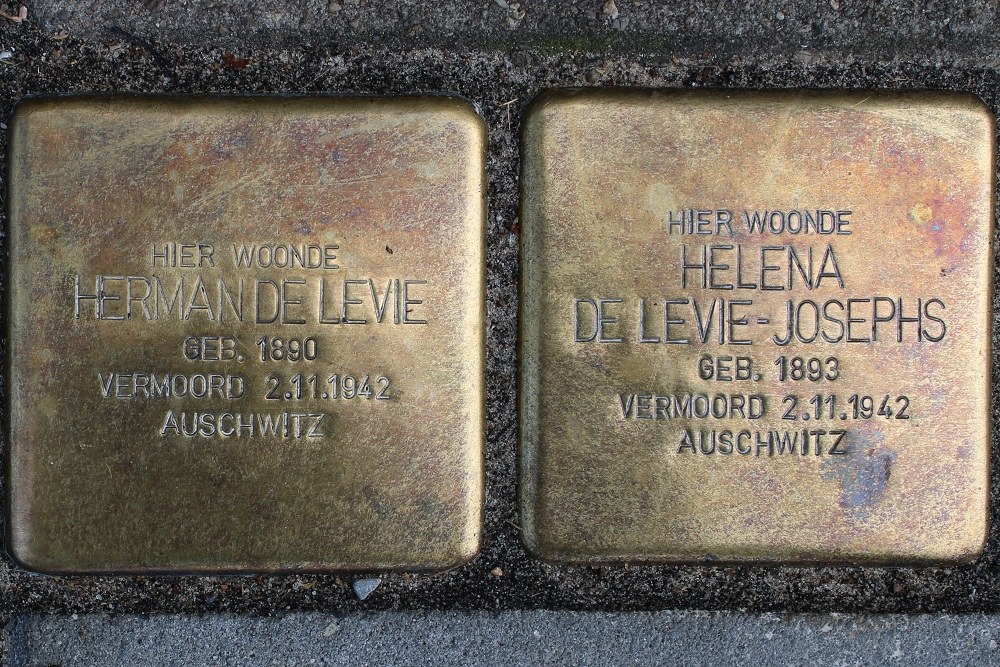 HIER WOONDE
HERMAN DE LEVIE
GEB. 1890
VERMOORD 2.11.1942
AUSCHWITZ
HIER WOONDE
HELENA
DE LEVIE-JOSEPHS
GEB. 1893
VERMOORD 2.11.1942
AUSCHWITZ